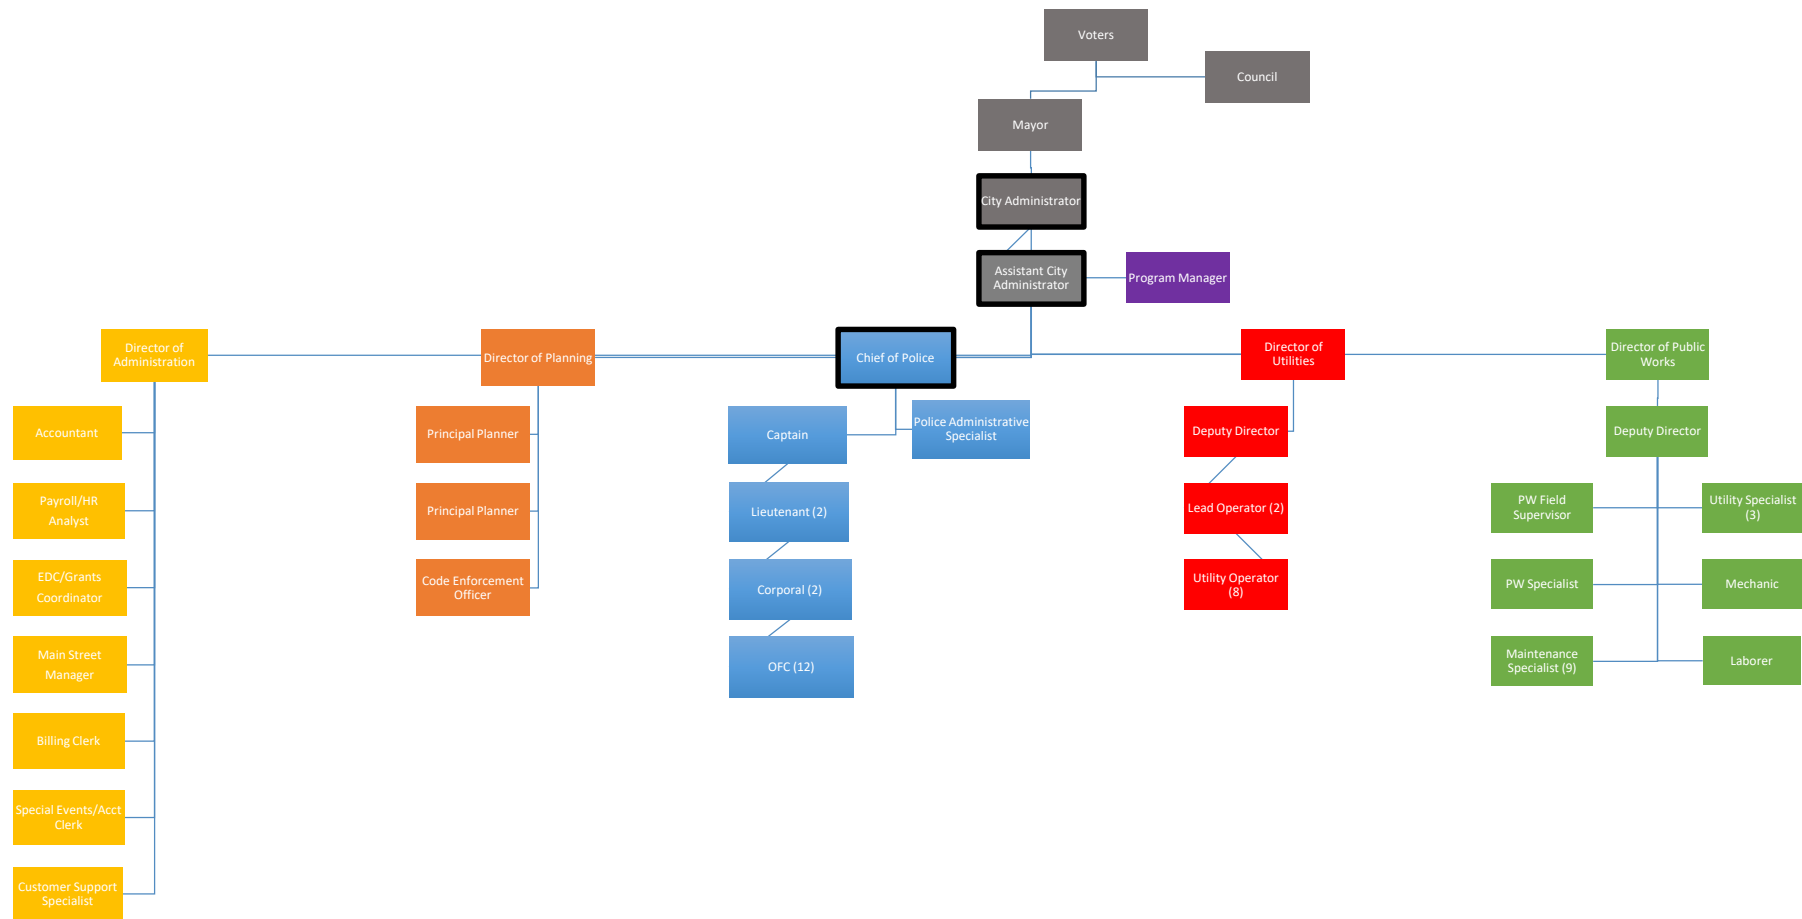 Voters
Council
Mayor
City Administrator
Assistant City
Administrator
Program Manager
Director of
Administration
Director of Planning
Chief of Police
Director of
Utilities
Director of Public
Works
Accountant
Payroll/HR
Analyst
EDC/Grants
Coordinator
Main Street
Manager
Billing Clerk
Special Events/Acct
Clerk
Customer Support
Specialist
Principal Planner
Principal Planner
Code Enforcement
Officer
Captain
Police Administrative
Specialist
Lieutenant (2)
Corporal (2)
OFC (12)
Deputy Director
Lead Operator (2)
Utility Operator
(8)
Deputy Director
PW Field
Supervisor
Utility Specialist
(3)
PW Specialist
Mechanic
Maintenance
Specialist (9)
Laborer